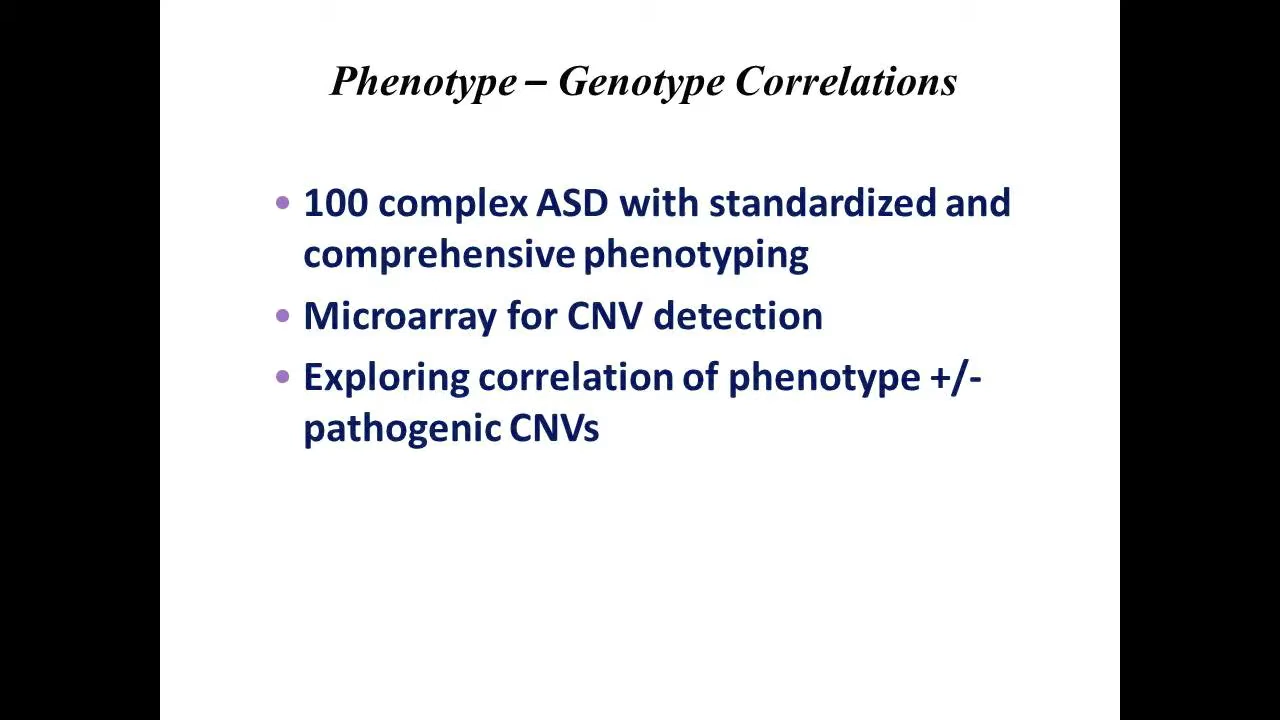 Phenotype – Genotype Correlations
• 100 complex ASD with standardized and
comprehensive phenotyping
• Microarray for CNV detection
• Exploring correlation of phenotype +/-
pathogenic CNVs